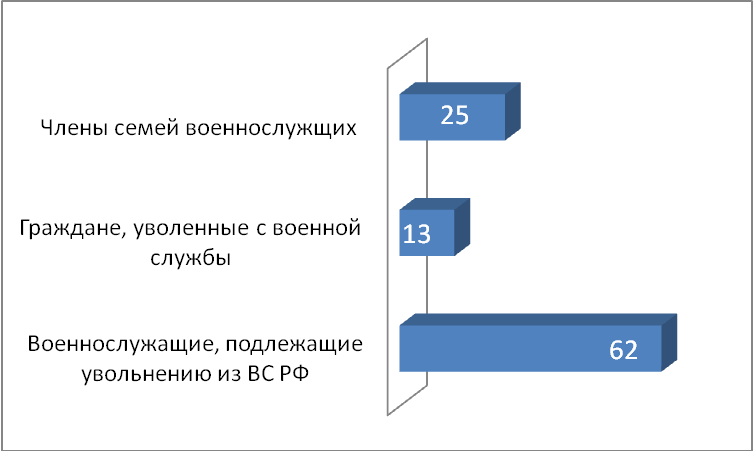 Члены семей военнослужщих
25
Граждане, уволенные с военной
службы
13
Военнослужащие, подлежащие
увольнению из ВС РФ
62